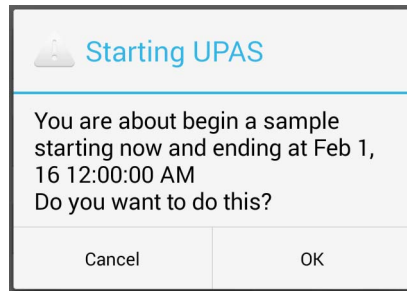 Starting UPAS
You are about begin a sample
starting now and ending at Feb 1,
16 12:00:00 AM
Do you want to do this?
Cancel
OK